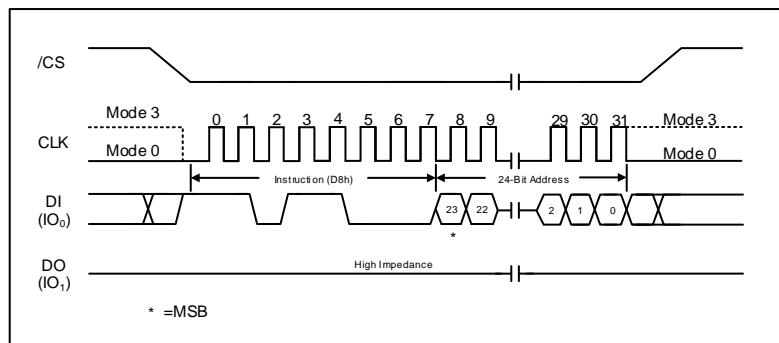 /CS
Mode 3 0 1 2 3 4 5 6 7 8 9 29 30 31 Mode 3
CLK
Mode 0 Mode 0
Instruction (D8h) 24-Bit Address
DI
(IO0) 23 22 2 1 0
*
DO High Impedance
(IO1)
* =MSB